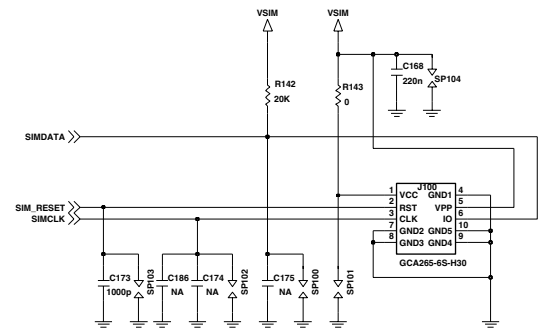 VSIM VSIM
R142
20K
R143
0
C168
220n
SP104
SIMDATA
SIM_RESET
SIMCLK
J100
1 VCC GND1 4
2 RST VPP 5
3 CLK IO 6
7 GND2 GND5 10
8 GND3 GND4 9
GCA265-6S-H30
C173
1000p
SP103
C186
NA
C174
NA
SP102
C175
NA
SP100
SP101